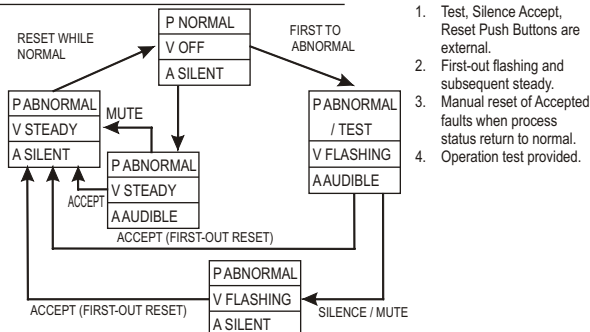 P NORMAL
V OFF
A SILENT
RESET WHILE
NORMAL
FIRST TO
ABNORMAL
P ABNORMAL
V STEADY
A SILENT
MUTE
P ABNORMAL
V STEADY
A AUDIBLE
ACCEPT
P ABNORMAL
/ TEST
V FLASHING
A AUDIBLE
ACCEPT (FIRST-OUT RESET)
P ABNORMAL
V FLASHING
A SILENT
ACCEPT (FIRST-OUT RESET)
SILENCE / MUTE
1. Test, Silence Accept,
Reset Push Buttons are
external.
2. First-out flashing and
subsequent steady.
3. Manual reset of Accepted
faults when process
status return to normal.
4. Operation test provided.